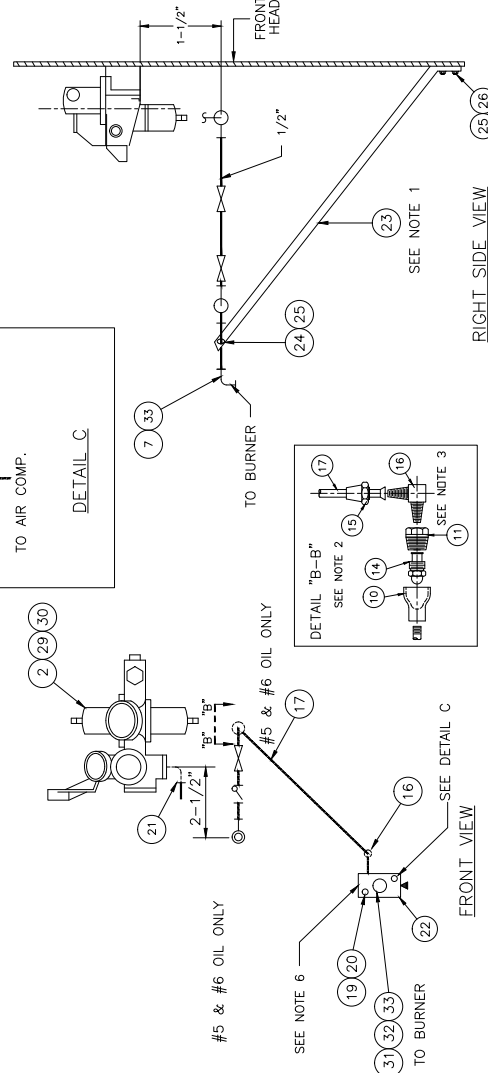 TO AIR COMP.
DETAIL C
1-1/2"
FRONT
HEAD
1/2"
7
33
24
25
23
SEE NOTE 1
25
26
TO BURNER
RIGHT SIDE VIEW
2
29
30
21
2-1/2"
"B"
"B"
#5 & #6 OIL ONLY
#5 & #6 OIL ONLY
17
16
SEE NOTE 6
19
20
31
32
33
22
SEE DETAIL C
TO BURNER
FRONT VIEW
DETAIL "B-B"
SEE NOTE 2
17
15
16
10
14
11
SEE NOTE 3